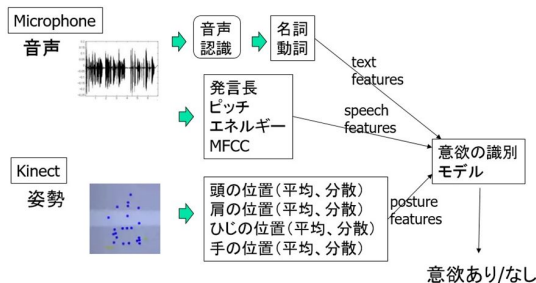 Microphone
音声
音声
認識
名詞
動詞
text
features
発言長
ピッチ
エネルギー
MFCC
speech
features
意欲の識別
モデル
Kinect
姿勢
頭の位置(平均、分散)
肩の位置(平均、分散)
ひじの位置(平均、分散)
手の位置(平均、分散)
posture
features
意欲あり/なし